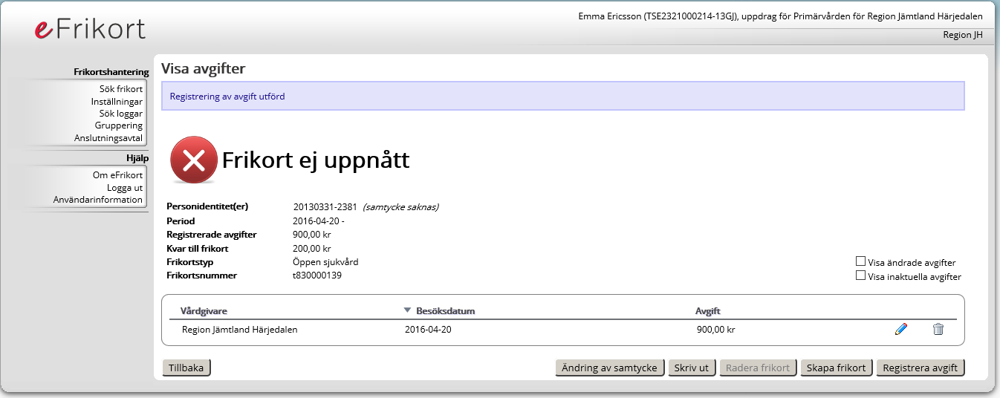 Emma Ericsson (TSE2321000214-13GJ), uppdrag för Primärvården för Region Jämtland Härjedalen
eFrikort
Region JH
Frikortshantering
Sök frikort
Inställningar
Sök loggar
Gruppering
Anslutningsavtal
Hjälp
Om eFrikort
Logga ut
Användarinformation
Visa avgifter
Registrering av avgift utförd
Frikort ej uppnått
Personidentitet(er) 20130331-2381 (samtycke saknas)
Period 2016-04-20 -
Registrerade avgifter 900,00 kr
Kvar till frikort 200,00 kr
Frikortstyp Öppen sjukvård
Frikortsnummer t830000139
Visa ändrade avgifter
Visa inaktuella avgifter
Vårdgivare Besöksdatum Avgift
Region Jämtland Härjedalen 2016-04-20 900,00 kr
Tillbaka Ändring av samtycke Skriv ut Radera frikort Skapa frikort Registrera avgift